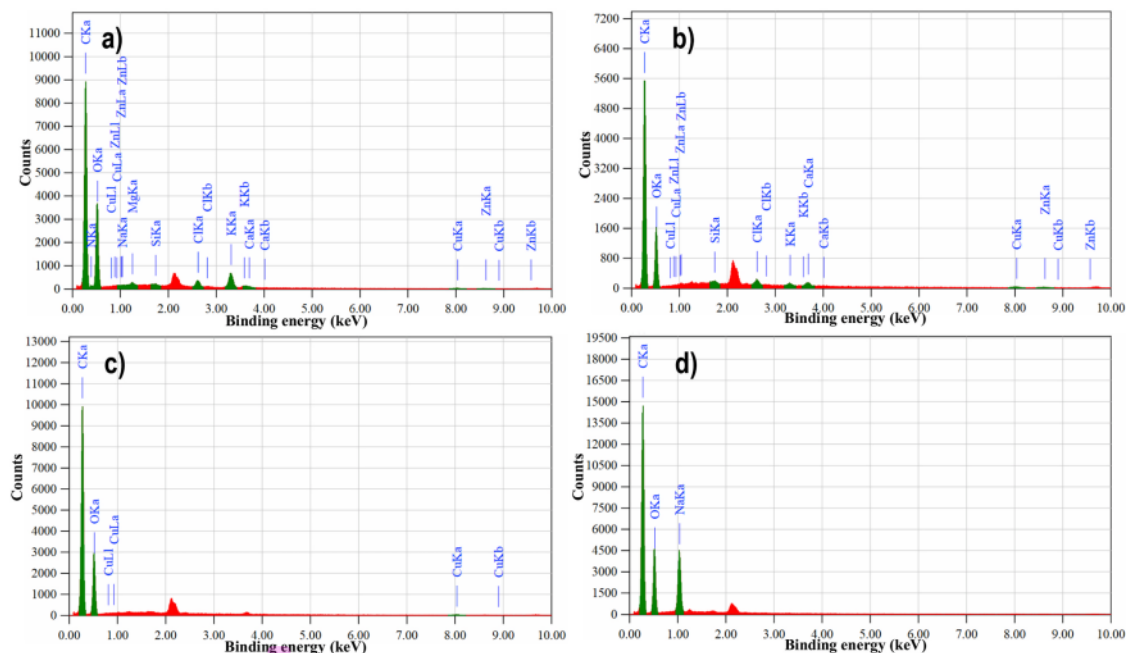 a)
Counts
11000
10000
9000
8000
7000
6000
5000
4000
3000
2000
1000
0
CKa
NKa
OKa
CuLl
CuLa
ZnLl
NaKa
ZnLa
ZnLb
MgKa
SiKa
ClKa
ClKb
KKa
KKb
CaKa
CaKb
CuKa
ZnKa
CuKb
ZnKb
0.00 1.00 2.00 3.00 4.00 5.00 6.00 7.00 8.00 9.00 10.00
Binding energy (keV)
b)
Counts
7200
6400
5600
4800
4000
3200
2400
1600
800
0
CKa
OKa
CuLl
CuLa
ZnLl
ZnLa
ZnLb
SiKa
ClKa
ClKb
KKa
KKb
CaKa
CaKb
CuKa
ZnKa
CuKb
ZnKb
0.00 1.00 2.00 3.00 4.00 5.00 6.00 7.00 8.00 9.00 10.00
Binding energy (keV)
c)
Counts
13000
12000
11000
10000
9000
8000
7000
6000
5000
4000
3000
2000
1000
0
CKa
OKa
CuLl
CuLa
CuKa
CuKb
0.00 1.00 2.00 3.00 4.00 5.00 6.00 7.00 8.00 9.00 10.00
Binding energy (keV)
d)
Counts
19500
18000
16500
15000
13500
12000
10500
9000
7500
6000
4500
3000
1500
0
CKa
OKa
NaKa
0.00 1.00 2.00 3.00 4.00 5.00 6.00 7.00 8.00 9.00 10.00
Binding energy (keV)